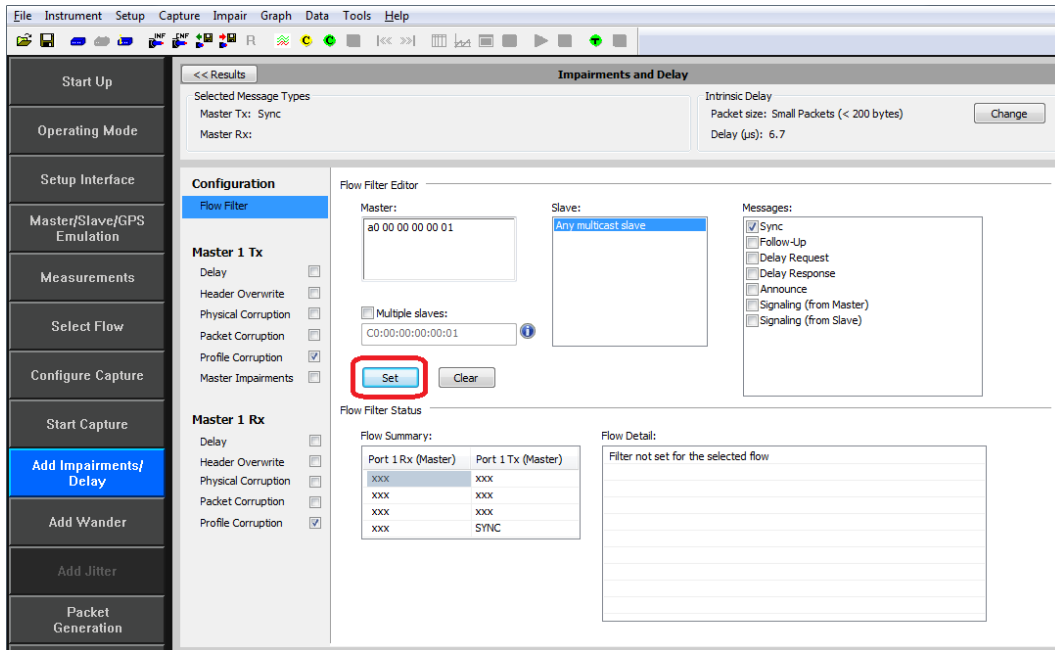 File Instrument Setup Capture Impair Graph Data Tools Help
INF CNF R C C T
Start Up
Operating Mode
Setup Interface
Master/Slave/GPS
Emulation
Measurements
Select Flow
Configure Capture
Start Capture
Add Impairments/
Delay
Add Wander
Add Jitter
Packet
Generation
<< Results
Impairments and Delay
Selected Message Types
Master Tx: Sync
Master Rx:
Intrinsic Delay
Packet size: Small Packets (< 200 bytes)
Change
Delay (µs): 6.7
Configuration
Flow Filter
Master 1 Tx
Delay
Header Overwrite
Physical Corruption
Packet Corruption
Profile Corruption
Master Impairments
Master 1 Rx
Delay
Header Overwrite
Physical Corruption
Packet Corruption
Profile Corruption
Flow Filter Editor
Master:
a0 00 00 00 00 01
Multiple slaves:
C0:00:00:00:00:01
Set
Clear
Slave:
Any multicast slave
Messages:
Sync
Follow-Up
Delay Request
Delay Response
Announce
Signaling (from Master)
Signaling (from Slave)
Flow Filter Status
Flow Summary:
Port 1 Rx (Master) Port 1 Tx (Master)
xxx xxx
xxx xxx
xxx xxx
xxx SYNC
Flow Detail:
Filter not set for the selected flow